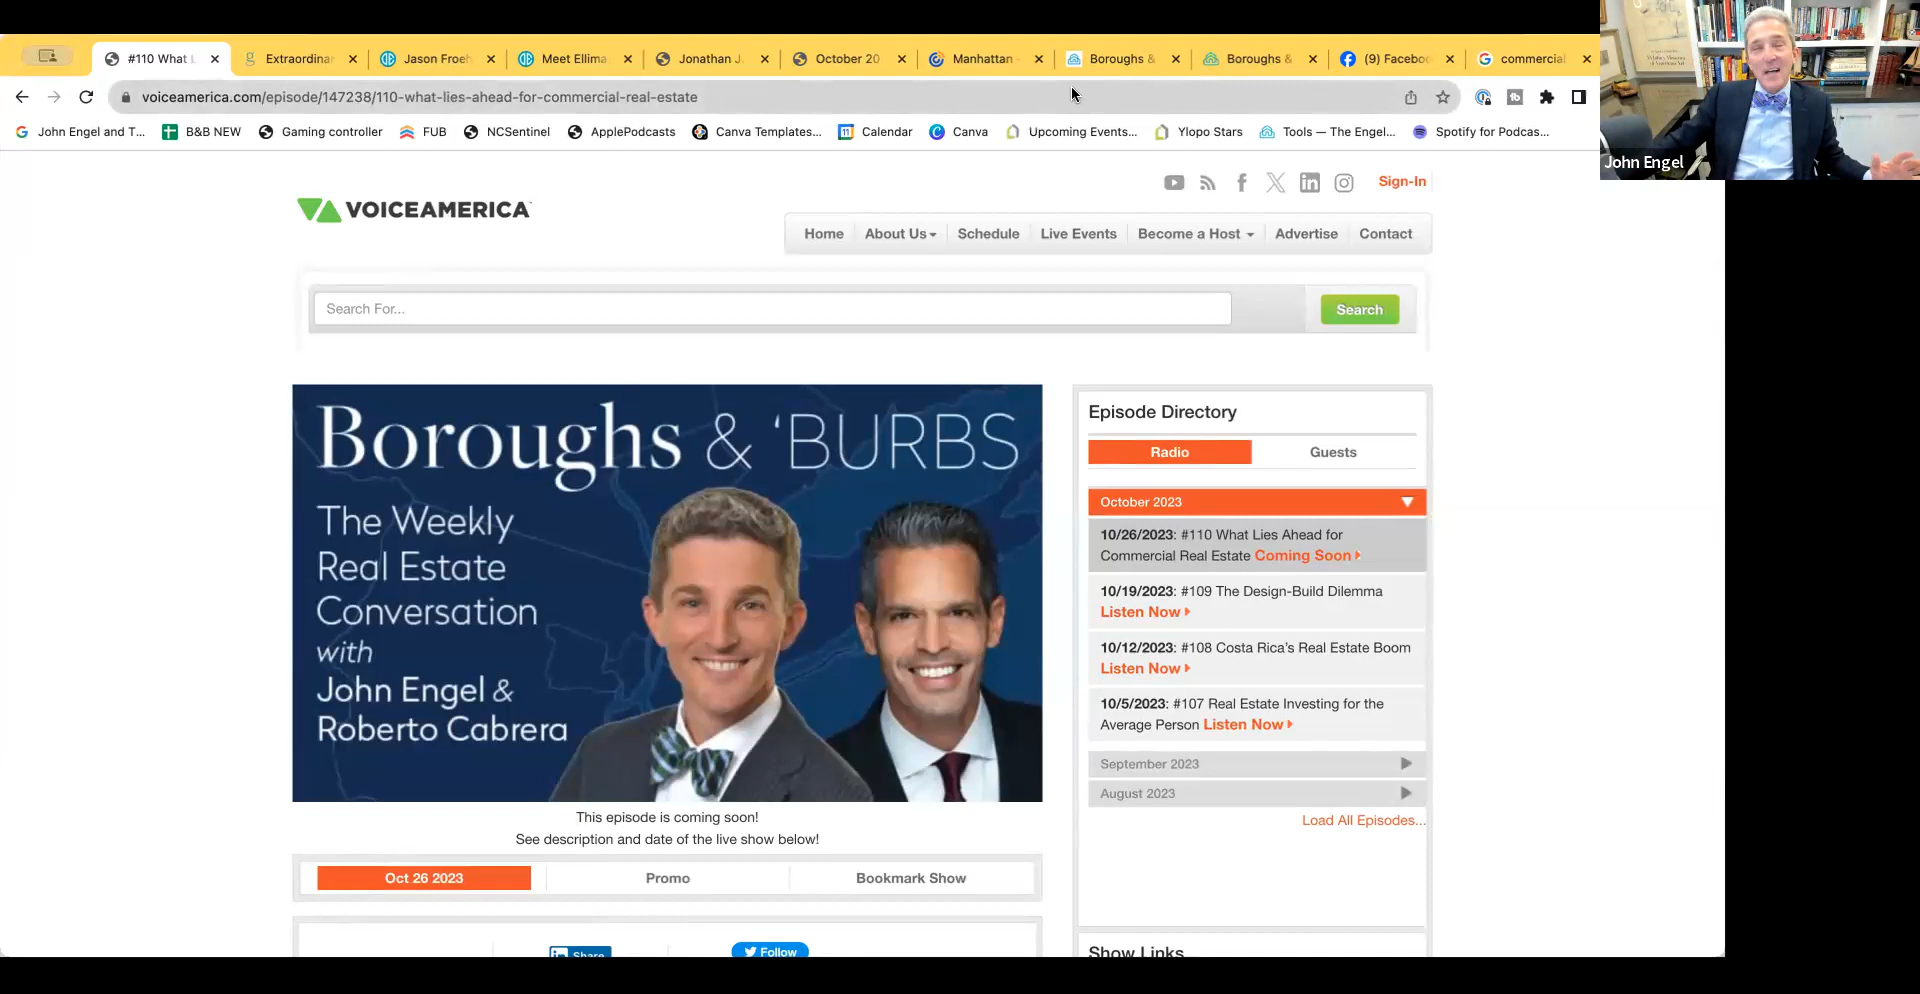 #110 What L
Extraordinar
Jason Froeh
Meet Ellima
Jonathan J.
October 20
Manhattan
Boroughs &
Boroughs &
(9) Facebo
commercial
voiceamerica.com/episode/147238/110-what-lies-ahead-for-commercial-real-estate
John Engel and T...
B&B NEW
Gaming controller
FUB
NCSentinel
ApplePodcasts
Canva Templates...
Calendar
Canva
Upcoming Events...
Ylopo Stars
Tools — The Engel...
Spotify for Podcas...
John Engel
Sign-In
VOICEAMERICA
Home
About Us
Schedule
Live Events
Become a Host
Advertise
Contact
Search For...
Search
Boroughs & 'BURBS
The Weekly
Real Estate
Conversation
with
John Engel &
Roberto Cabrera
This episode is coming soon!
See description and date of the live show below!
Oct 26 2023
Promo
Bookmark Show
Share
Follow
Episode Directory
Radio
Guests
October 2023
10/26/2023: #110 What Lies Ahead for
Commercial Real Estate Coming Soon
10/19/2023: #109 The Design-Build Dilemma
Listen Now
10/12/2023: #108 Costa Rica's Real Estate Boom
Listen Now
10/5/2023: #107 Real Estate Investing for the
Average Person Listen Now
September 2023
August 2023
Load All Episodes...
Show Links